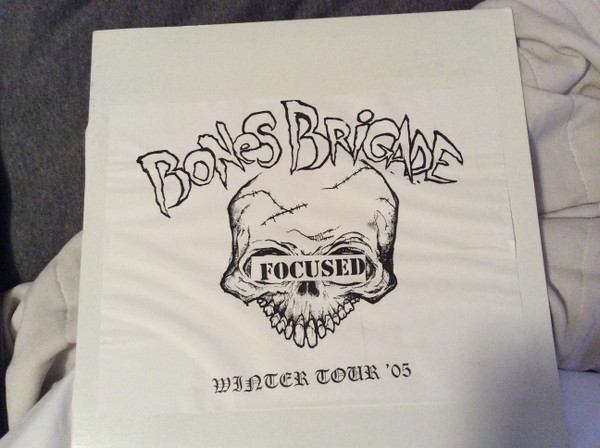 BONES BRIGADE
FOCUSED
WINTER TOUR '05